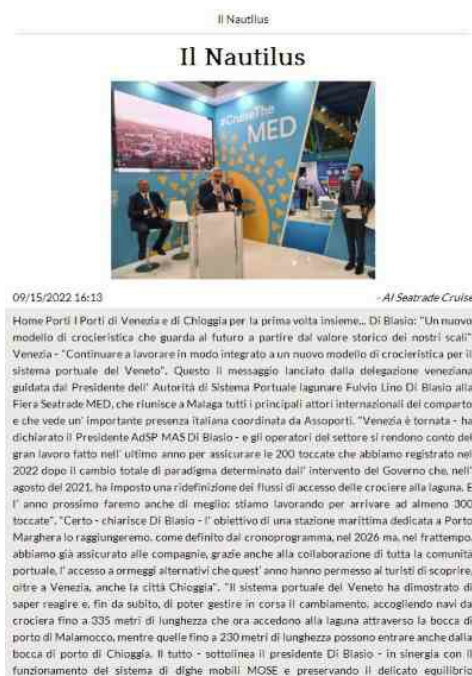 Il Nautilus
Il Nautilus
#CruiseThe
MED
09/15/2022 16:13
- Al Seatrade Cruise
Home Porti I Porti di Venezia e di Chioggia per la prima volta insieme... Di Blasio: "Un nuovo
modello di crocieristica che guarda al futuro a partire dal valore storico dei nostri scali"
Venezia - "Continuare a lavorare in modo integrato a un nuovo modello di crocieristica per il
sistema portuale del Veneto". Questo il messaggio lanciato dalla delegazione veneziana
guidata dal Presidente dell' Autorità di Sistema Portuale lagunare Fulvio Lino Di Blasio alla
Fiera Seatrade MED, che riunisce a Malaga tutti i principali attori internazionali del comparto
e che vede un' importante presenza italiana coordinata da Assoporti. "Venezia è tornata - ha
dichiarato il Presidente AdSP MAS Di Blasio - e gli operatori del settore si rendono conto del
gran lavoro fatto nell' ultimo anno per assicurare le 200 toccate che abbiamo registrato nel
2022 dopo il cambio totale di paradigma determinato dall' intervento del Governo che, nell'
agosto del 2021, ha imposto una ridefinizione dei flussi di accesso delle crociere alla laguna. E
l' anno prossimo faremo anche di meglio: stiamo lavorando per arrivare ad almeno 300
toccate". "Certo - chiarisce Di Blasio - l' obiettivo di una stazione marittima dedicata a Porto
Marghera lo raggiungeremo, come definito dal cronoprogramma, nel 2026 ma, nel frattempo,
abbiamo già assicurato alle compagnie, grazie anche alla collaborazione di tutta la comunità
portuale, l' accesso a ormeggi alternativi che quest' anno hanno permesso ai turisti di scoprire,
oltre a Venezia, anche la città Chioggia". "Il sistema portuale del Veneto ha dimostrato di
saper reagire e, fin da subito, di poter gestire in corsa il cambiamento, accogliendo navi da
crociera fino a 335 metri di lunghezza che ora accedono alla laguna attraverso la bocca di
porto di Malamocco, mentre quelle fino a 230 metri di lunghezza possono entrare anche dalla
bocca di porto di Chioggia. Il tutto - sottolinea il presidente Di Blasio - in sinergia con il
funzionamento del sistema di dighe mobili MOSE e preservando il delicato equilibrio